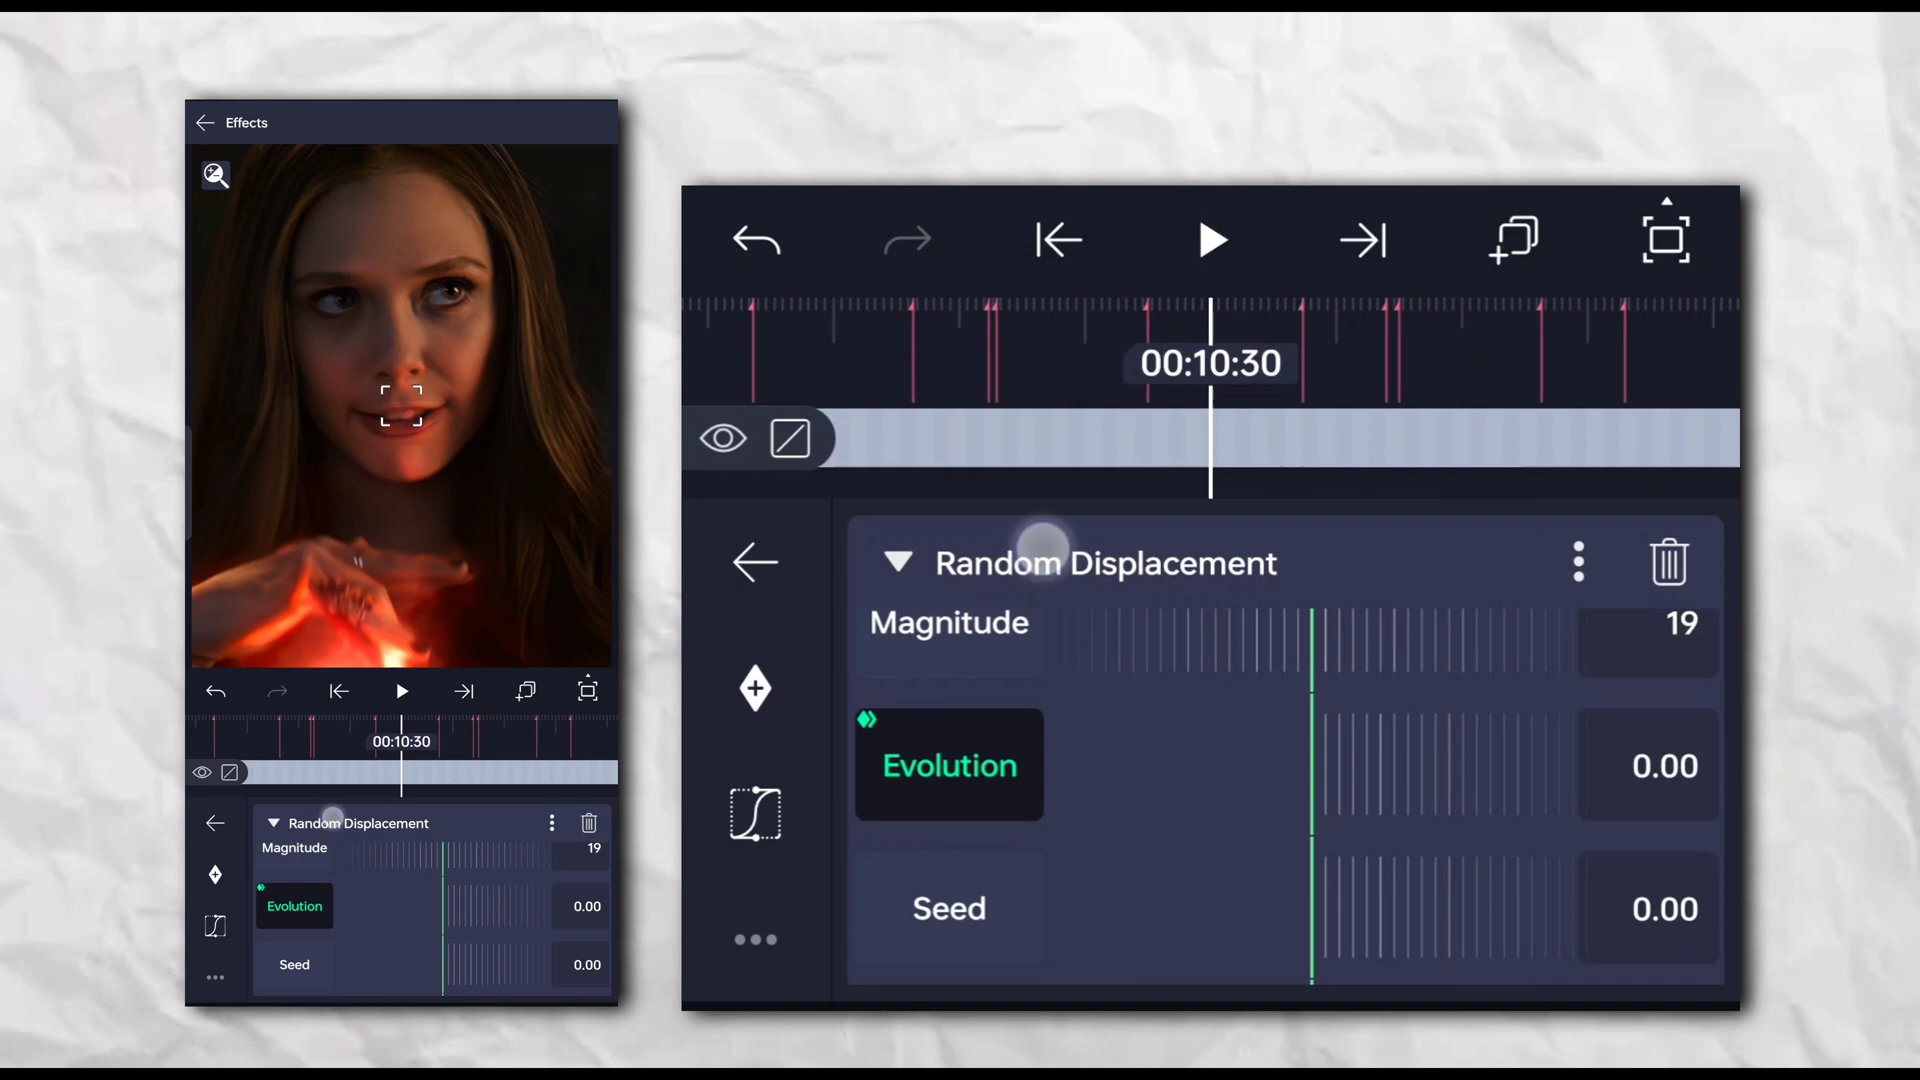 Effects
00:10:30
Random Displacement
Magnitude
19
Evolution
0.00
Seed
0.00
00:10:30
Random Displacement
Magnitude
19
Evolution
0.00
Seed
0.00